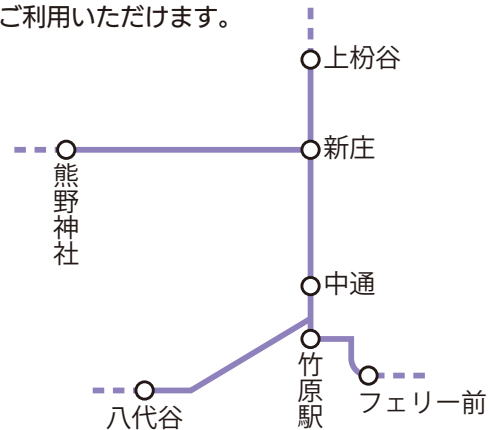 ご利用いただけます。
上枌谷
新庄
熊野神社
中通
竹原駅
フェリー前
八代谷